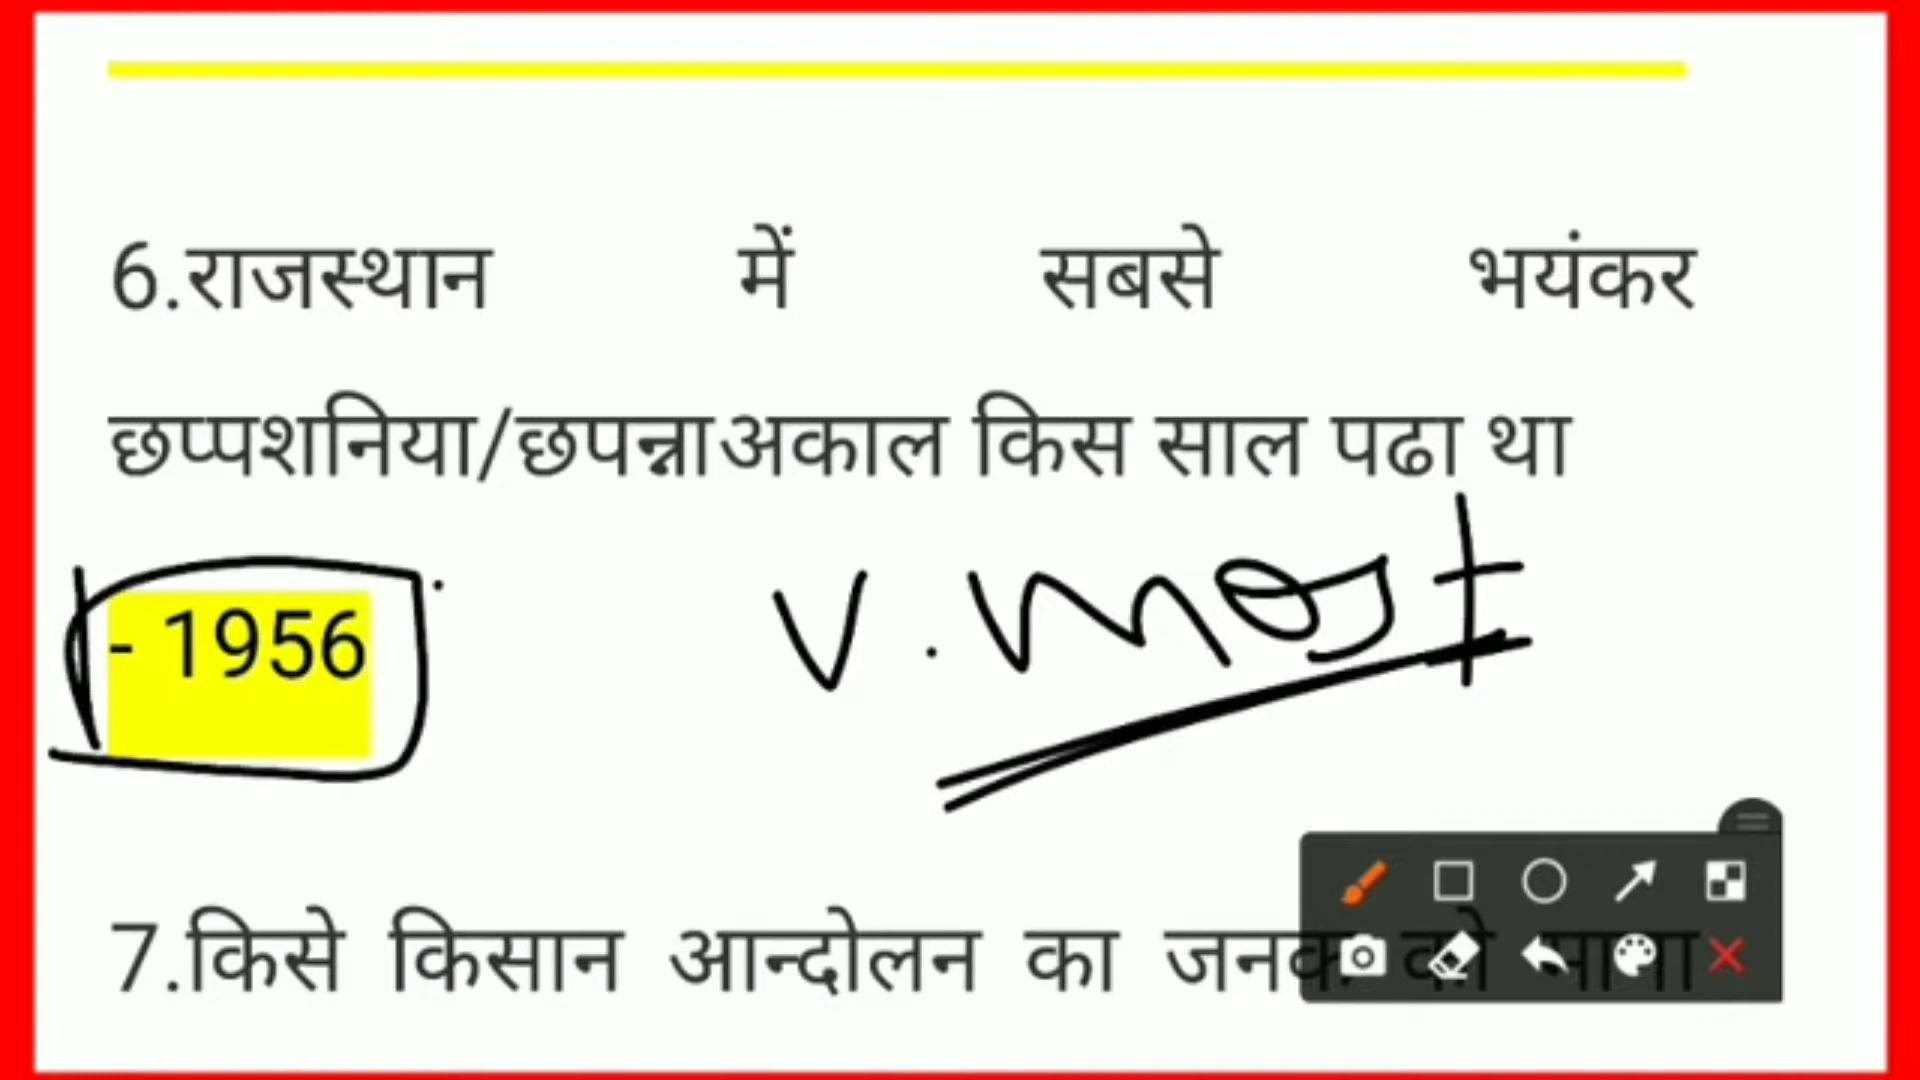 6.राजस्थान में सबसे भयंकर
छप्पशनिया/छपन्नाअकाल किस साल पढा था
- 1956
v. most
7.किसे किसान आन्दोलन का जनक को माना